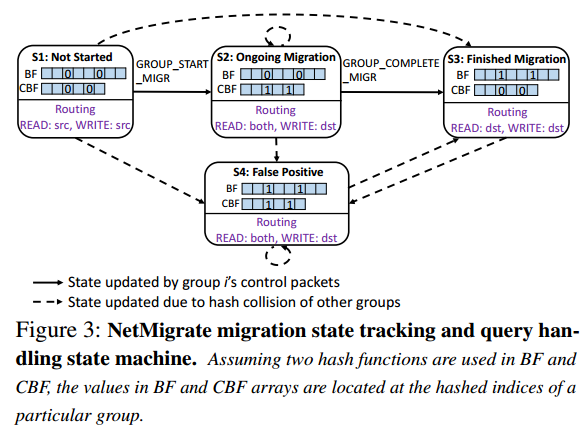 S1: Not Started
BF 0 0
CBF 0 0
Routing
READ: src, WRITE: src
GROUP_START
_MIGR
S2: Ongoing Migration
BF 0 0
CBF 1 1
Routing
READ: both, WRITE: dst
GROUP_COMPLETE
_MIGR
S3: Finished Migration
BF 1 1
CBF 0 0
Routing
READ: dst, WRITE: dst
S4: False Positive
BF 1 1
CBF 1 1
Routing
READ: both, WRITE: dst
State updated by group i's control packets
State updated due to hash collision of other groups
Figure 3: NetMigrate migration state tracking and query han-
dling state machine. Assuming two hash functions are used in BF and
CBF, the values in BF and CBF arrays are located at the hashed indices of a
particular group.